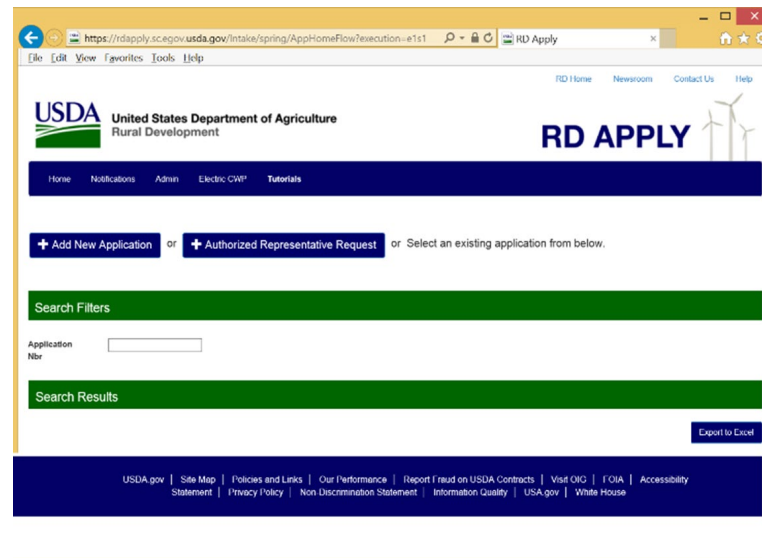 https://rdapply.sc.egov.usda.gov/Intake/spring/AppHomeFlow?execution=e1s1
RD Apply
File Edit View Favorites Tools Help
RD Home Newsroom Contact Us Help
USDA United States Department of Agriculture
Rural Development
RD APPLY
Home Notifications Admin Electric CWP Tutorials
+ Add New Application or + Authorized Representative Request or Select an existing application from below.
Search Filters
Application
Nbr
Search Results
Export to Excel
USDA.gov | Site Map | Policies and Links | Our Performance | Report Fraud on USDA Contracts | Visit OIG | FOIA | Accessibility
Statement | Privacy Policy | Non-Discrimination Statement | Information Quality | USA.gov | White House